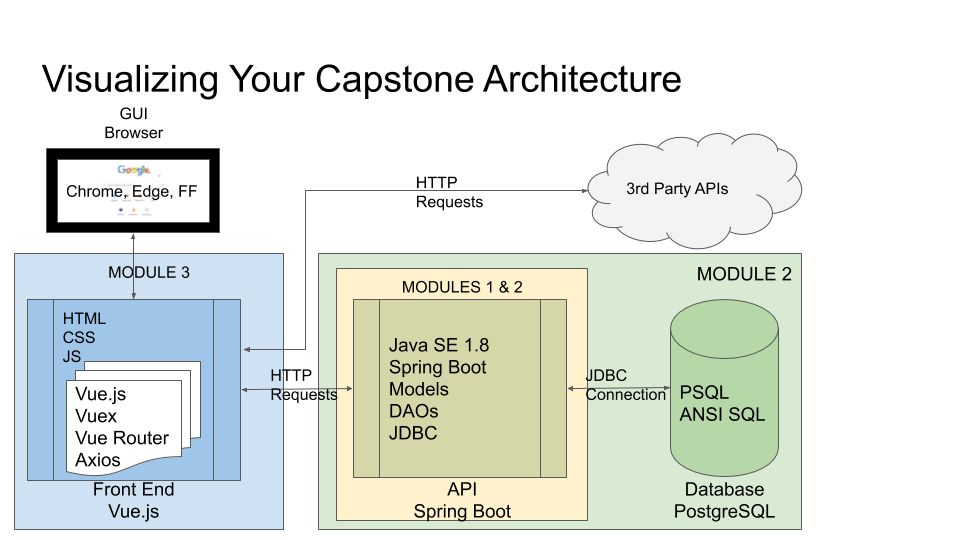 Visualizing Your Capstone Architecture
GUI
Browser
Google
Chrome, Edge, FF
HTTP
Requests
3rd Party APIs
MODULE 3
HTML
CSS
JS
Vue.js
Vuex
Vue Router
Axios
Front End
Vue.js
HTTP
Requests
MODULE 2
MODULES 1 & 2
Java SE 1.8
Spring Boot
Models
DAOs
JDBC
API
Spring Boot
JDBC
Connection
PSQL
ANSI SQL
Database
PostgreSQL